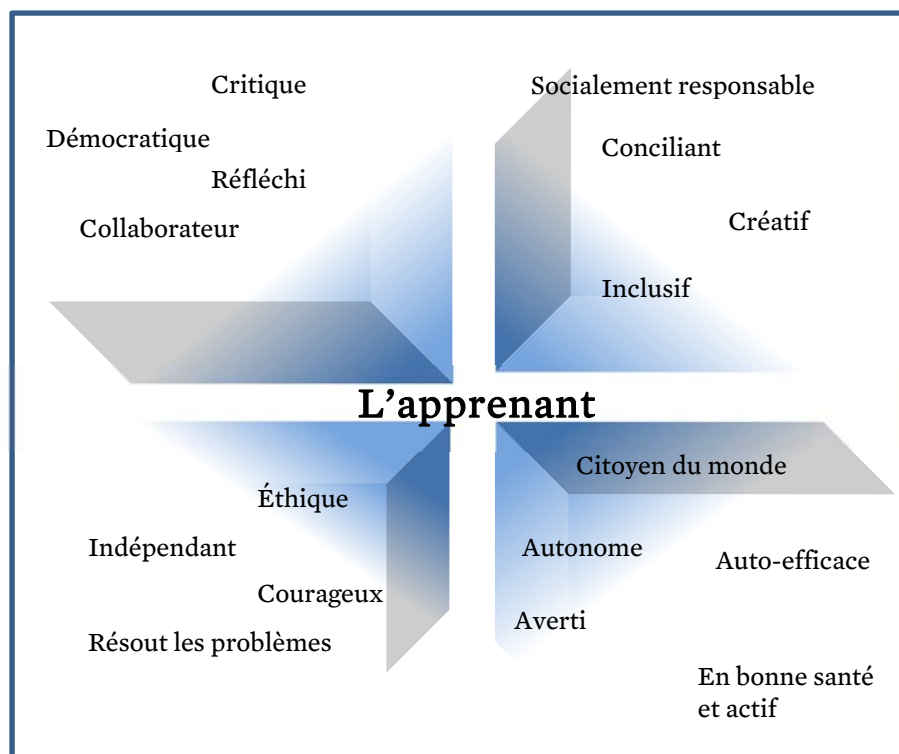 Critique
Socialement responsable
Démocratique
Conciliant
Réfléchi
Créatif
Collaborateur
Inclusif
L’apprenant
Citoyen du monde
Éthique
Indépendant
Autonome
Auto-efficace
Courageux
Averti
Résout les problèmes
En bonne santé
et actif